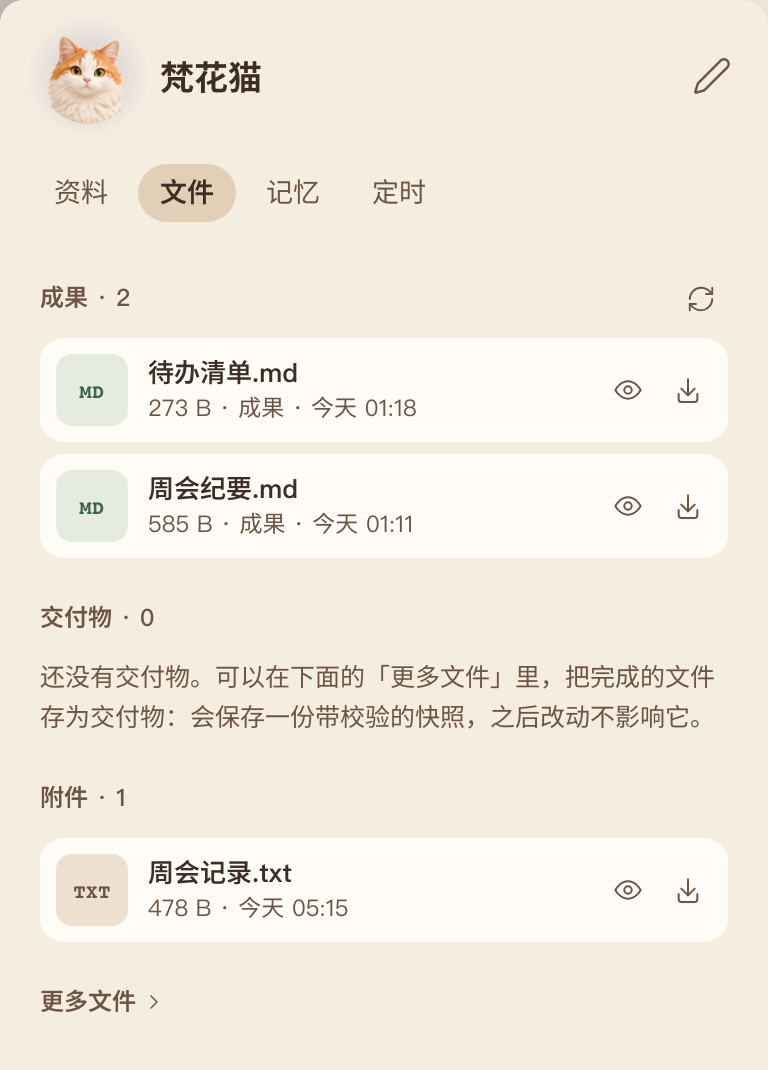 梵花猫
资料 文件 记忆 定时
成果 · 2
MD
待办清单.md
273 B · 成果 · 今天 01:18
MD
周会纪要.md
585 B · 成果 · 今天 01:11
交付物 · 0
还没有交付物。可以在下面的「更多文件」里，把完成的文件
存为交付物：会保存一份带校验的快照，之后改动不影响它。
附件 · 1
TXT
周会记录.txt
478 B · 今天 05:15
更多文件